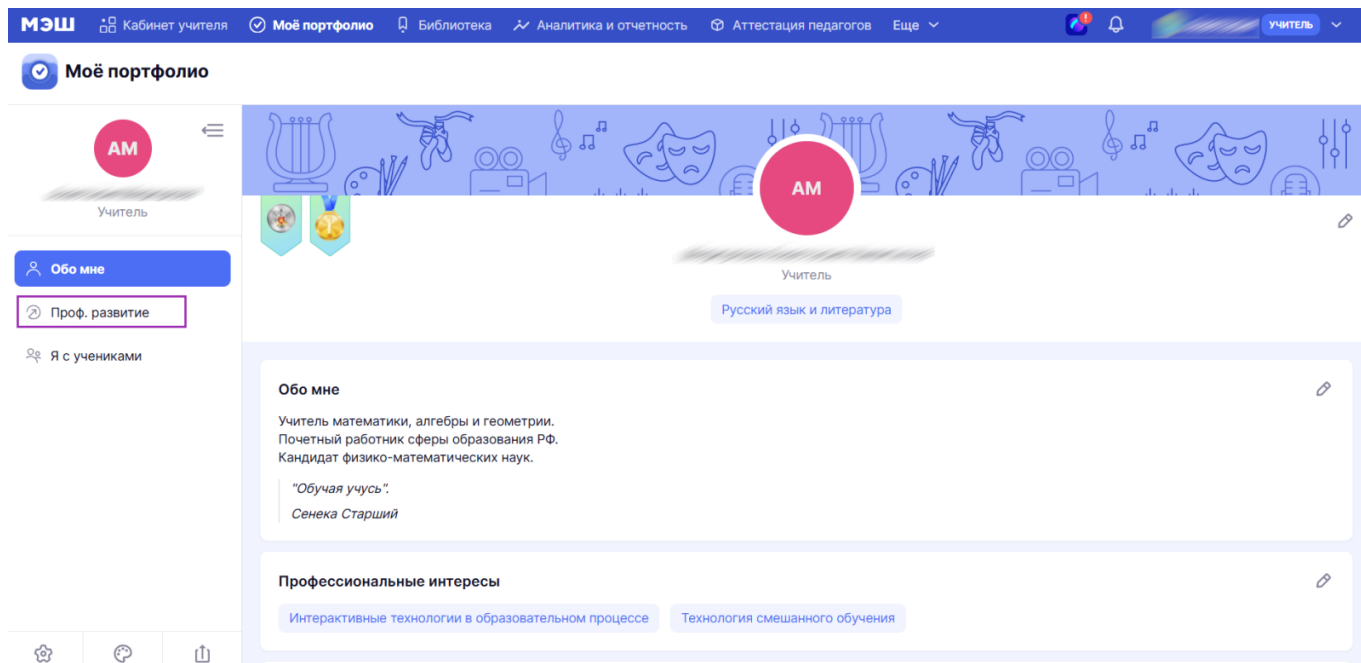 МЭШ Кабинет учителя Моё портфолио Библиотека Аналитика и отчетность Аттестация педагогов Еще УЧИТЕЛЬ
Моё портфолио
АМ
Учитель
Обо мне
Проф. развитие
Я с учениками
АМ
Учитель
Русский язык и литература
Обо мне
Учитель математики, алгебры и геометрии.
Почетный работник сферы образования РФ.
Кандидат физико-математических наук.
"Обучая учусь".
Сенека Старший
Профессиональные интересы
Интерактивные технологии в образовательном процессе Технология смешанного обучения